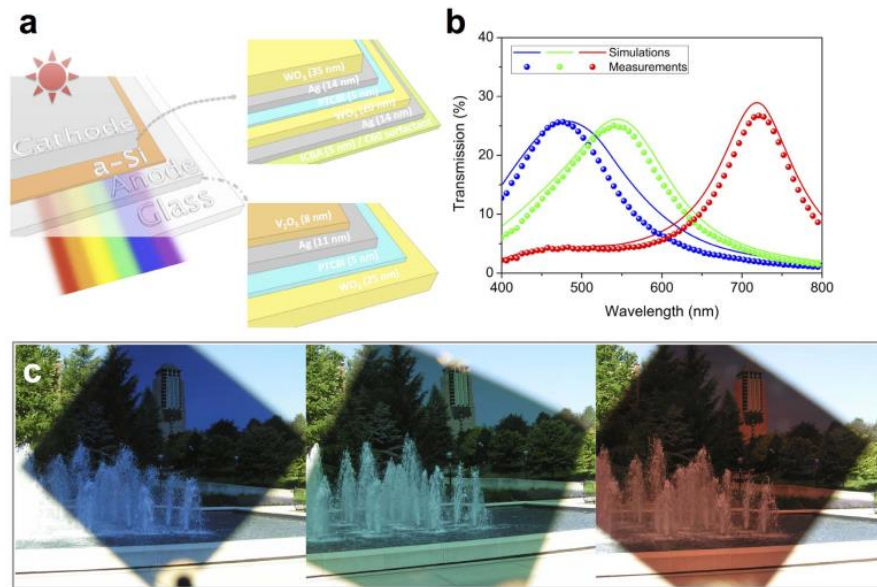 a
Cathode
a-Si
Anode
Glass
WO₃ (35 nm)
Ag (14 nm)
PTCBI (5 nm)
WO₃ (20 nm)
Ag (14 nm)
ICBA (5 nm) / C60 surfactant
V₂O₅ (8 nm)
Ag (11 nm)
PTCBI (5 nm)
WO₃ (25 nm)
b
Simulations
Measurements
Transmission (%)
40
30
20
10
0
400 500 600 700 800
Wavelength (nm)
c